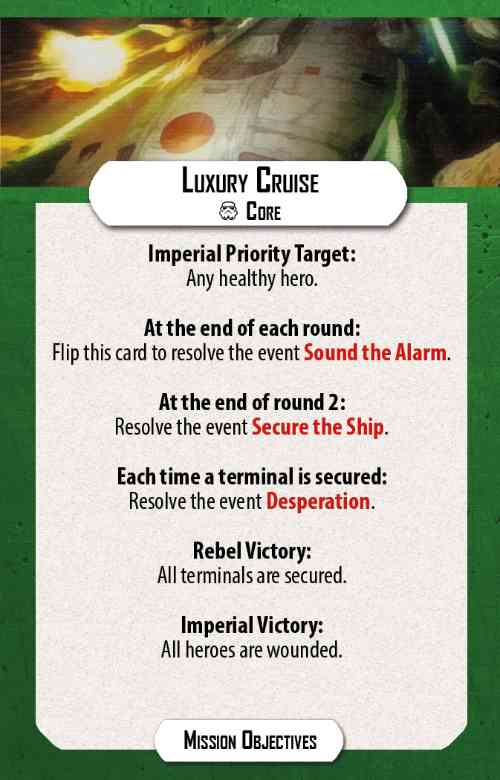 Luxury Cruise
Core
Imperial Priority Target:
Any healthy hero.
At the end of each round:
Flip this card to resolve the event Sound the Alarm.
At the end of round 2:
Resolve the event Secure the Ship.
Each time a terminal is secured:
Resolve the event Desperation.
Rebel Victory:
All terminals are secured.
Imperial Victory:
All heroes are wounded.
Mission Objectives